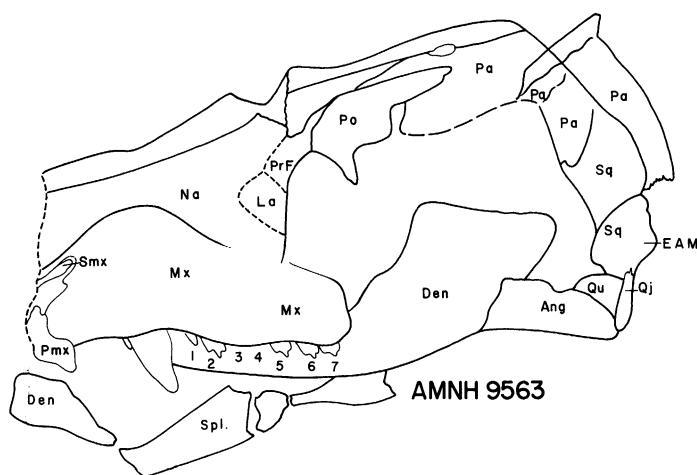 Pa
Pa
Pa
Po
Pa
PrF
Sq
Na
La
Sq
EAM
Smx
Mx
Qu
Qj
Mx
Den
Ang
Pmx
1 2 3 4 5 6 7
Den
AMNH 9563
Spl.